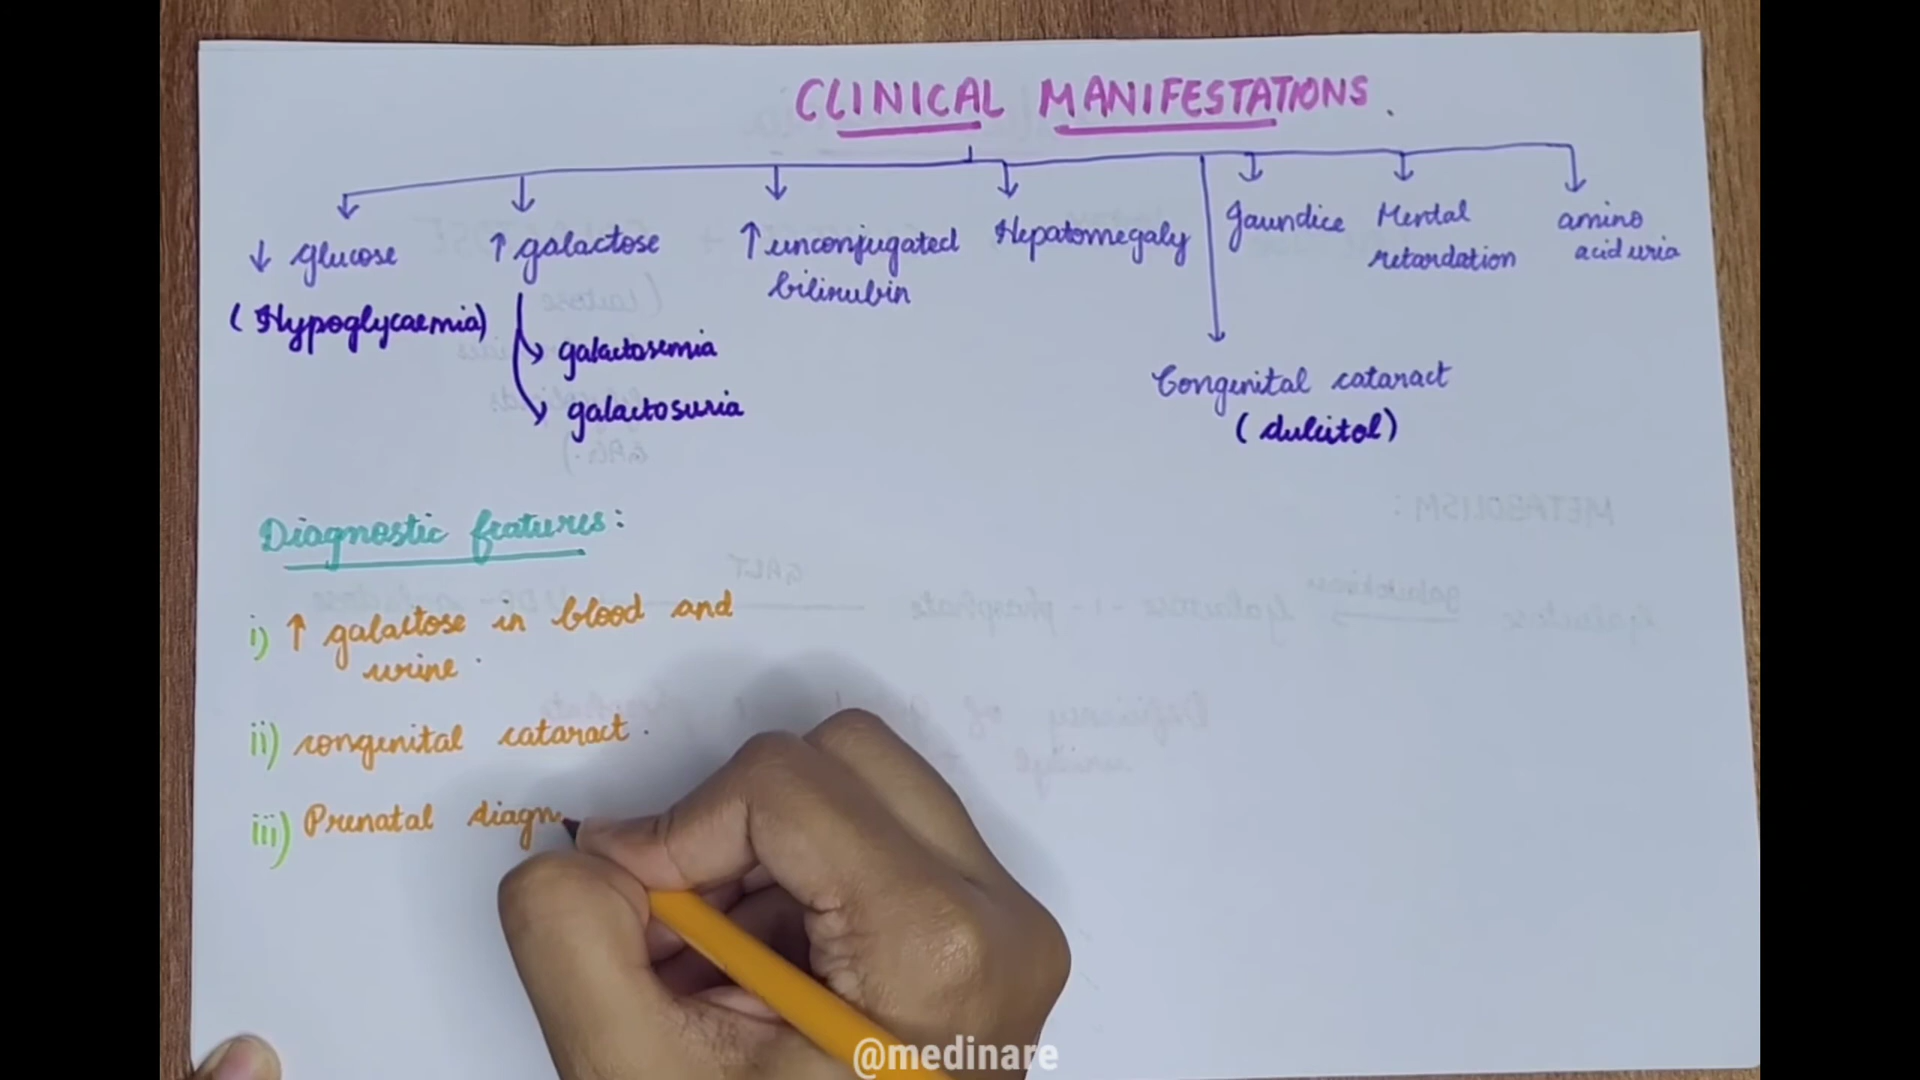 CLINICAL MANIFESTATIONS.
↓ glucose
(Hypoglycaemia)
↑ galactose
galactosemia
galactosuria
↑ unconjugated
bilirubin
Hepatomegaly
Jaundice
Mental
retardation
amino
aciduria
Congenital cataract
(dulcitol)
Diagnostic features:
i) ↑ galactose in blood and
urine.
ii) congenital cataract.
iii) Prenatal diagn
@medinare